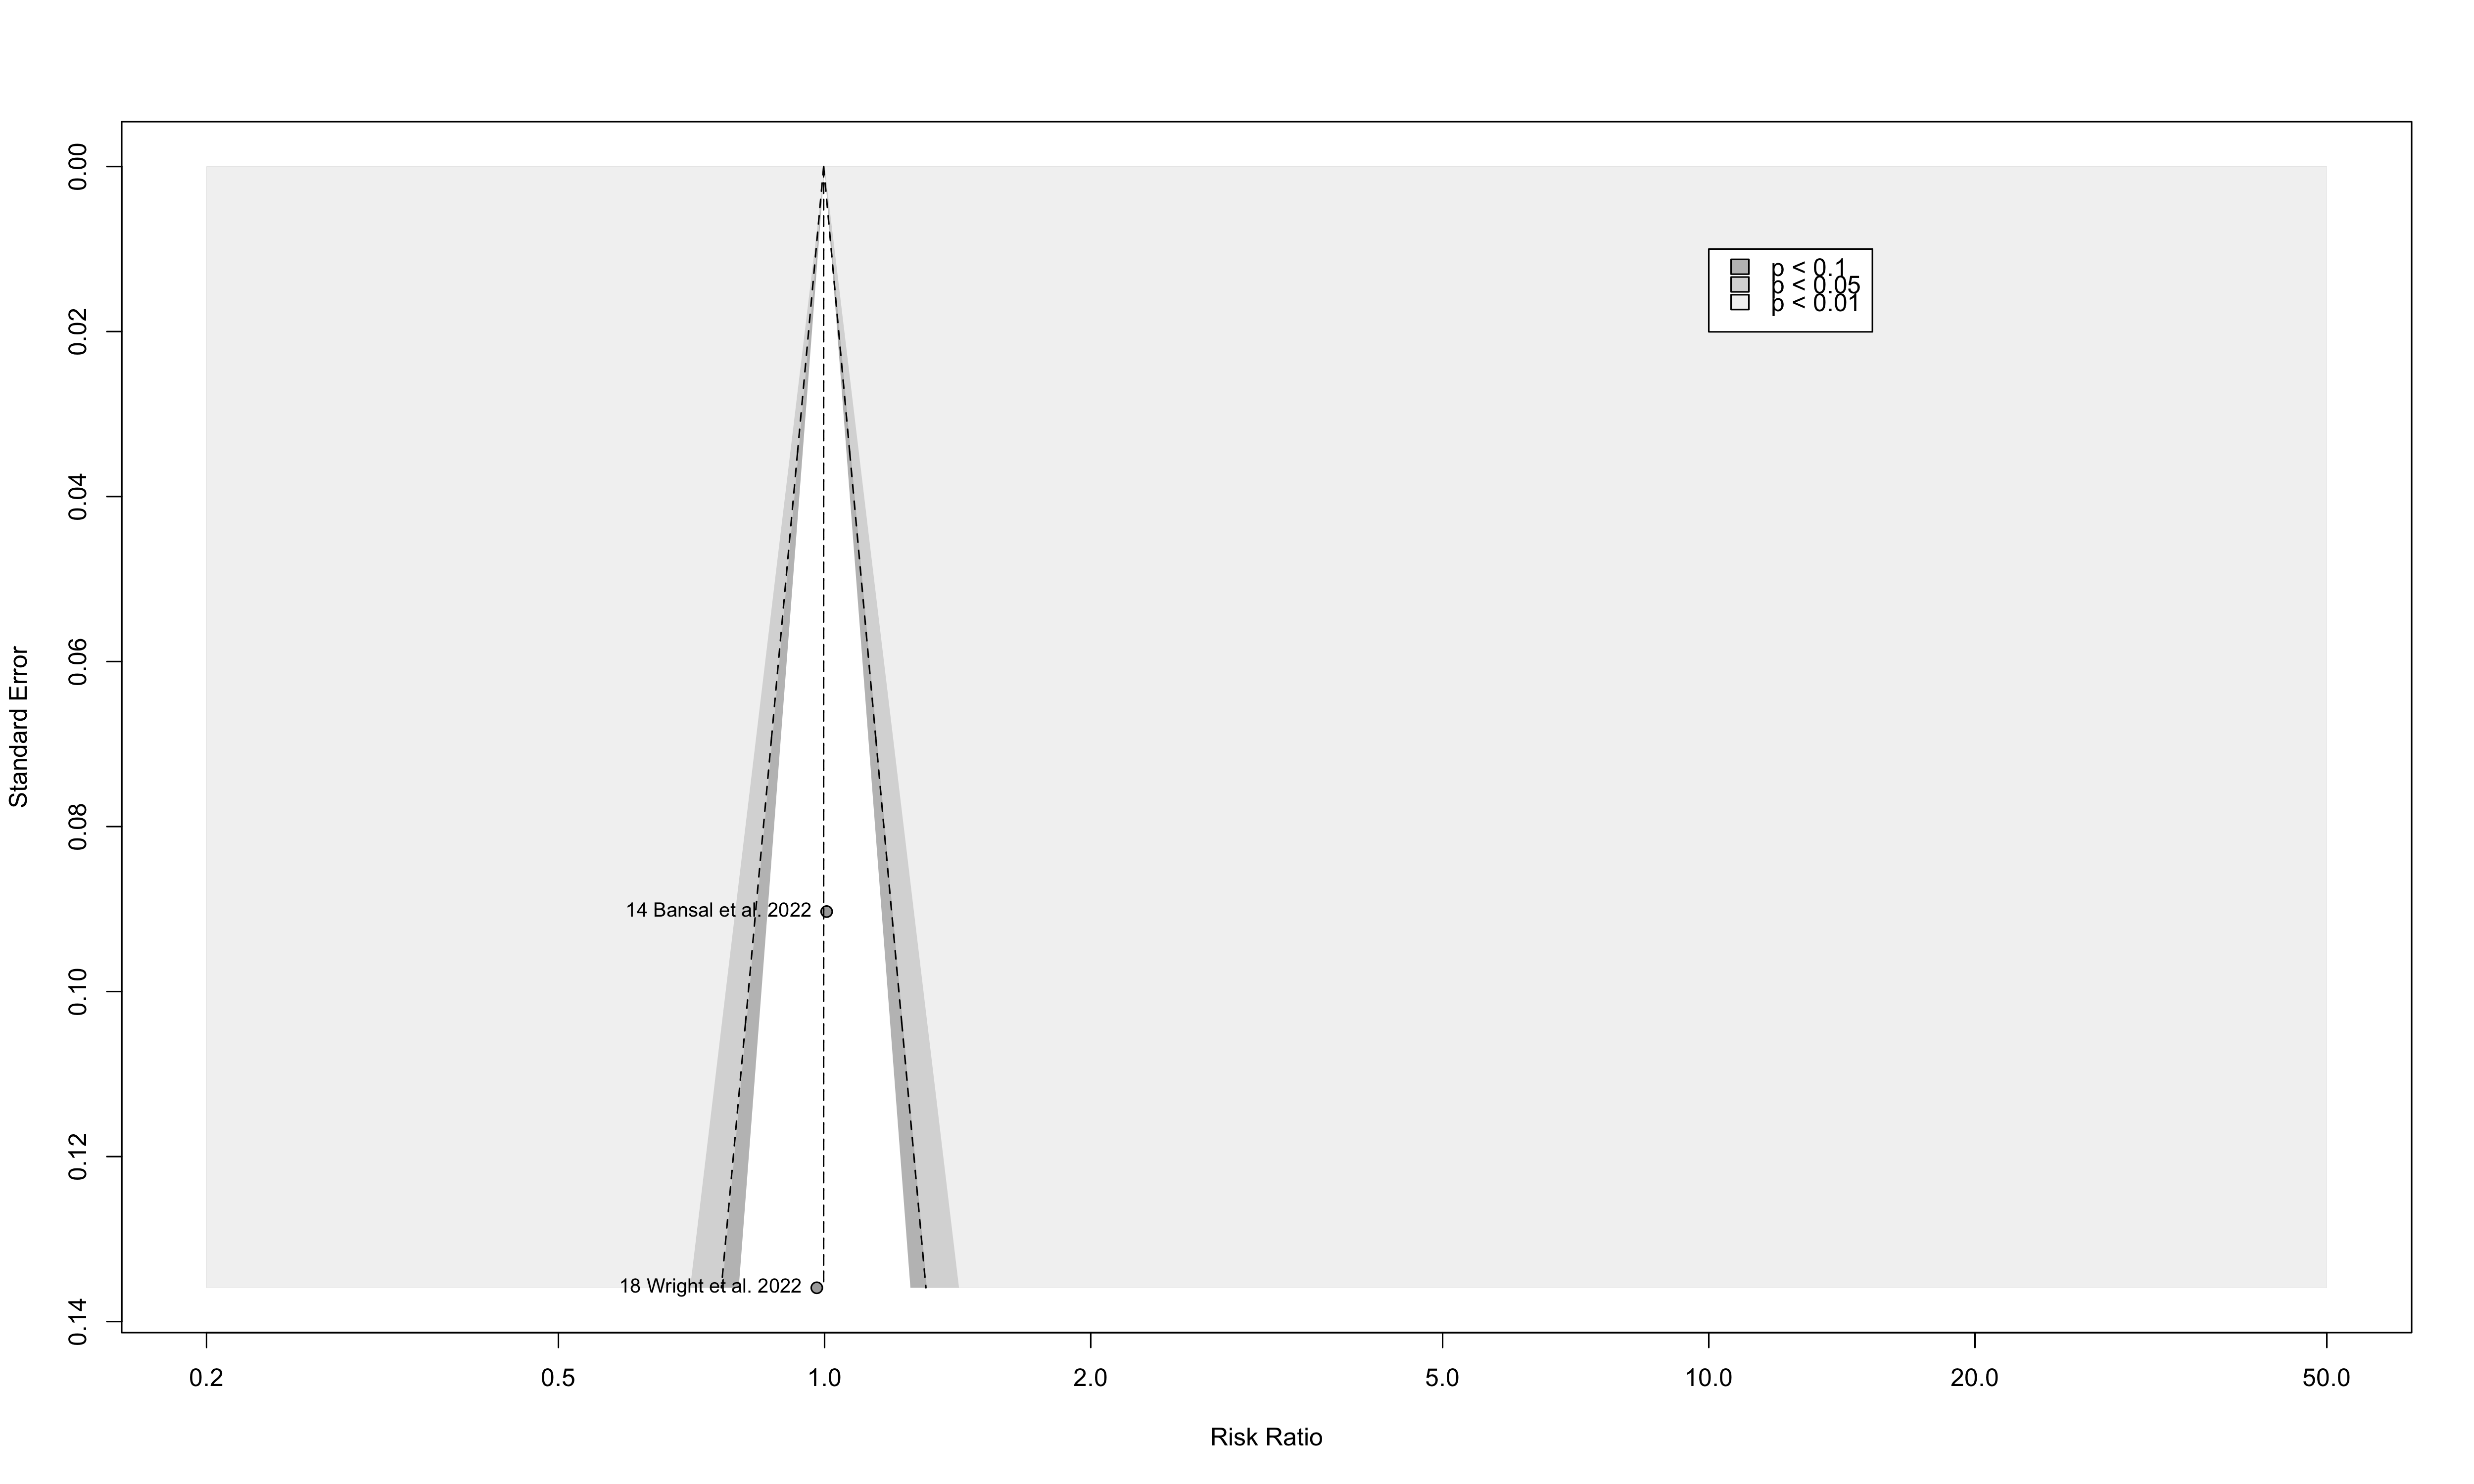 0.00
0.02
0.04
0.06
0.08
0.10
0.12
0.14
Standard Error
p < 0.1
p < 0.05
p < 0.01
14 Bansal et al. 2022
18 Wright et al. 2022
0.2 0.5 1.0 2.0 5.0 10.0 20.0 50.0
Risk Ratio